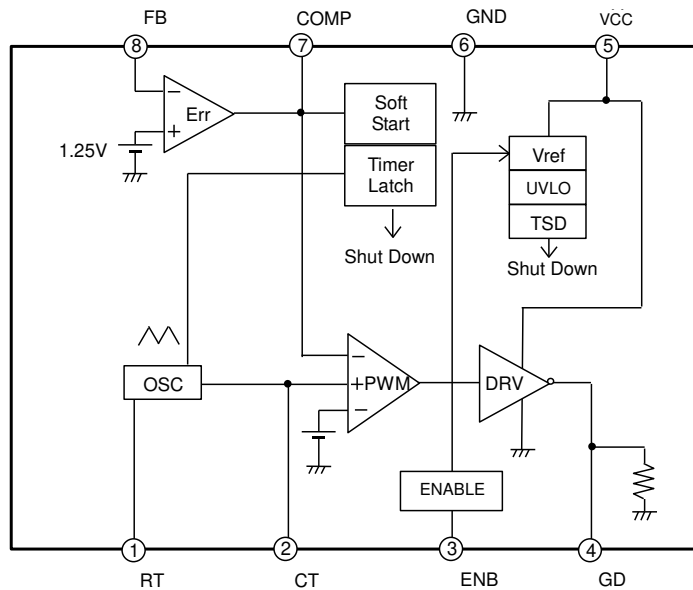 FB
COMP
GND
VCC
8
7
6
5
−
Err
+
1.25V
Soft
Start
Timer
Latch
Shut Down
Vref
UVLO
TSD
Shut Down
OSC
−
+PWM
−
DRV
ENABLE
1
2
3
4
RT
CT
ENB
GD